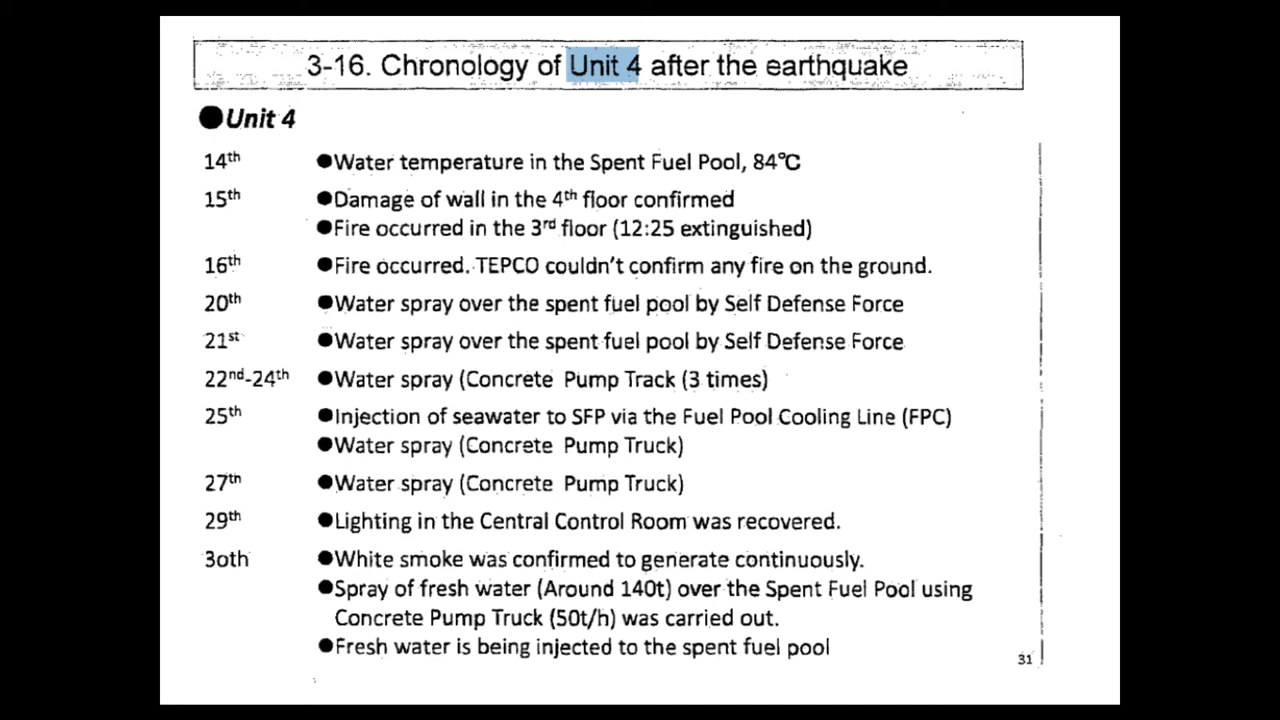 3-16. Chronology of Unit 4 after the earthquake
●Unit 4
14th ●Water temperature in the Spent Fuel Pool, 84℃
15th ●Damage of wall in the 4th floor confirmed
●Fire occurred in the 3rd floor (12:25 extinguished)
16th ●Fire occurred. TEPCO couldn't confirm any fire on the ground.
20th ●Water spray over the spent fuel pool by Self Defense Force
21st ●Water spray over the spent fuel pool by Self Defense Force
22nd-24th ●Water spray (Concrete Pump Track (3 times)
25th ●Injection of seawater to SFP via the Fuel Pool Cooling Line (FPC)
●Water spray (Concrete Pump Truck)
27th ●Water spray (Concrete Pump Truck)
29th ●Lighting in the Central Control Room was recovered.
3oth ●White smoke was confirmed to generate continuously.
●Spray of fresh water (Around 140t) over the Spent Fuel Pool using
Concrete Pump Truck (50t/h) was carried out.
●Fresh water is being injected to the spent fuel pool
31